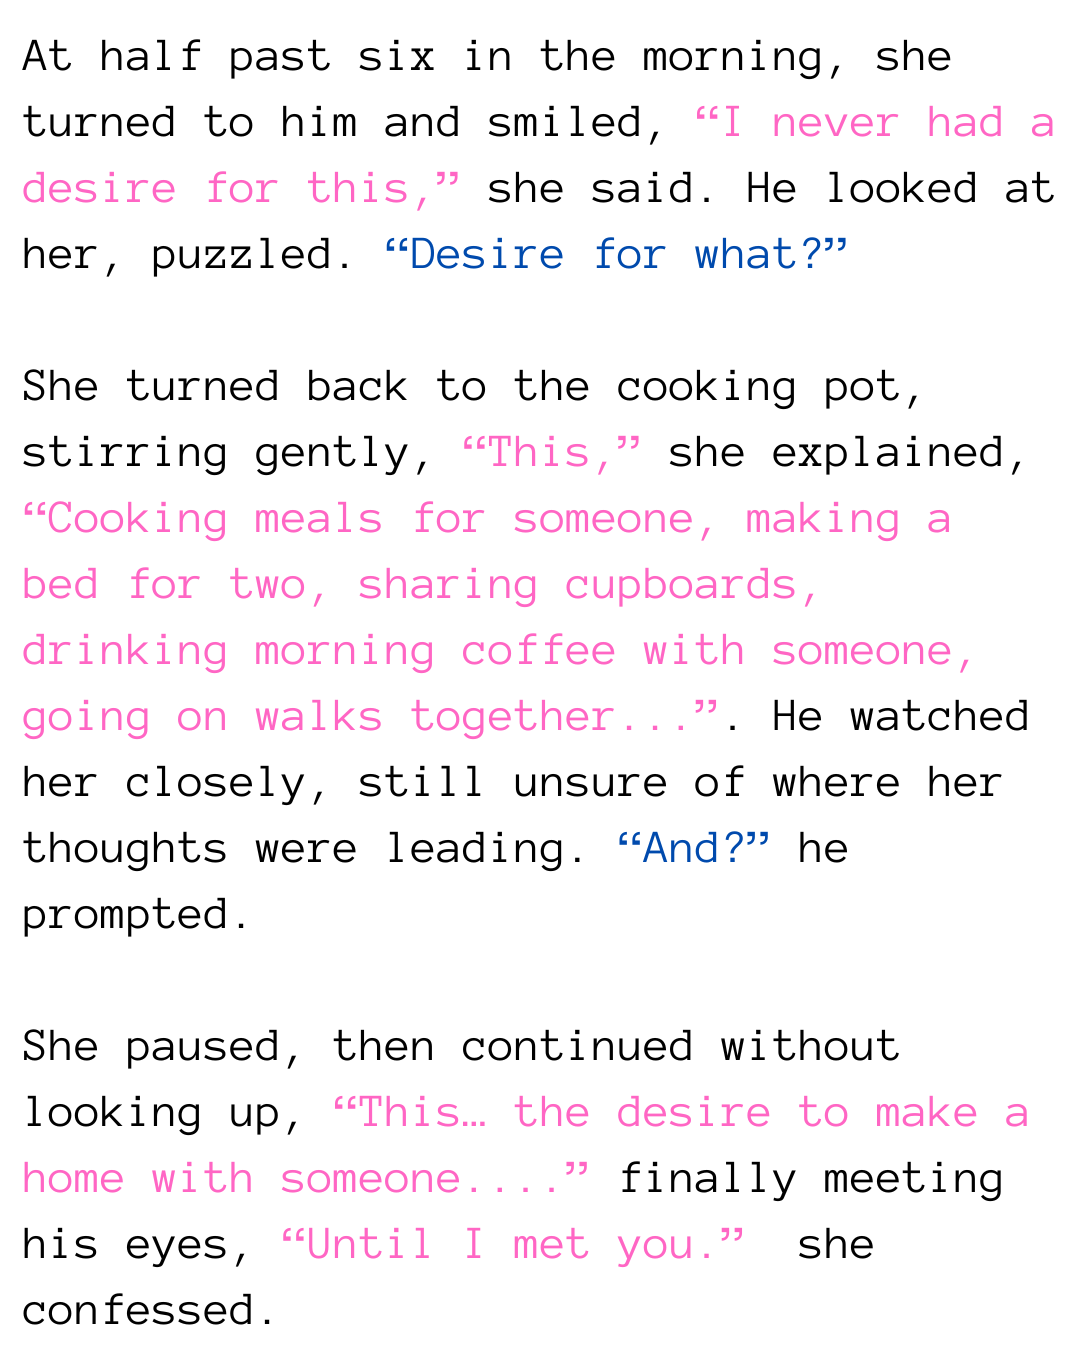 At half past six in the morning, she
turned to him and smiled, “I never had a
desire for this,” she said. He looked at
her, puzzled. “Desire for what?”
She turned back to the cooking pot,
stirring gently, “This,” she explained,
“Cooking meals for someone, making a
bed for two, sharing cupboards,
drinking morning coffee with someone,
going on walks together...”. He watched
her closely, still unsure of where her
thoughts were leading. “And?” he
prompted.
She paused, then continued without
looking up, “This… the desire to make a
home with someone....” finally meeting
his eyes, “Until I met you.”  she
confessed.